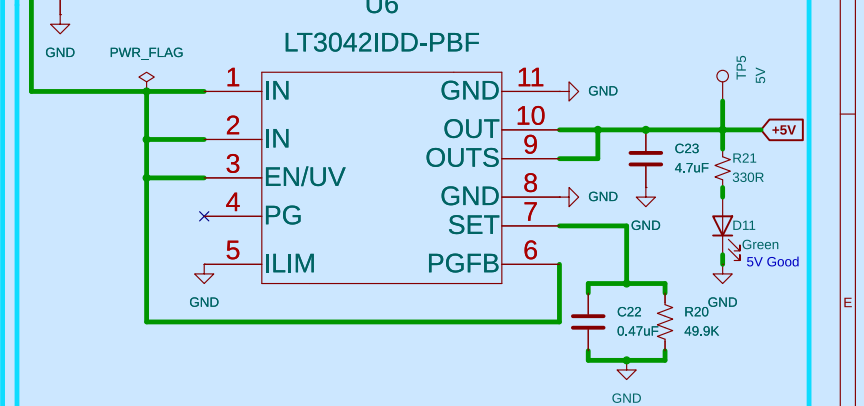 U6
LT3042IDD-PBF
GND
PWR_FLAG
1
IN
2
IN
3
EN/UV
4
PG
5
ILIM
GND
11
GND
GND
10
OUT
9
OUTS
8
GND
GND
7
SET
6
PGFB
TP5
5V
+5V
C23
4.7uF
GND
R21
330R
D11
Green
5V Good
GND
C22
0.47uF
R20
49.9K
GND
E